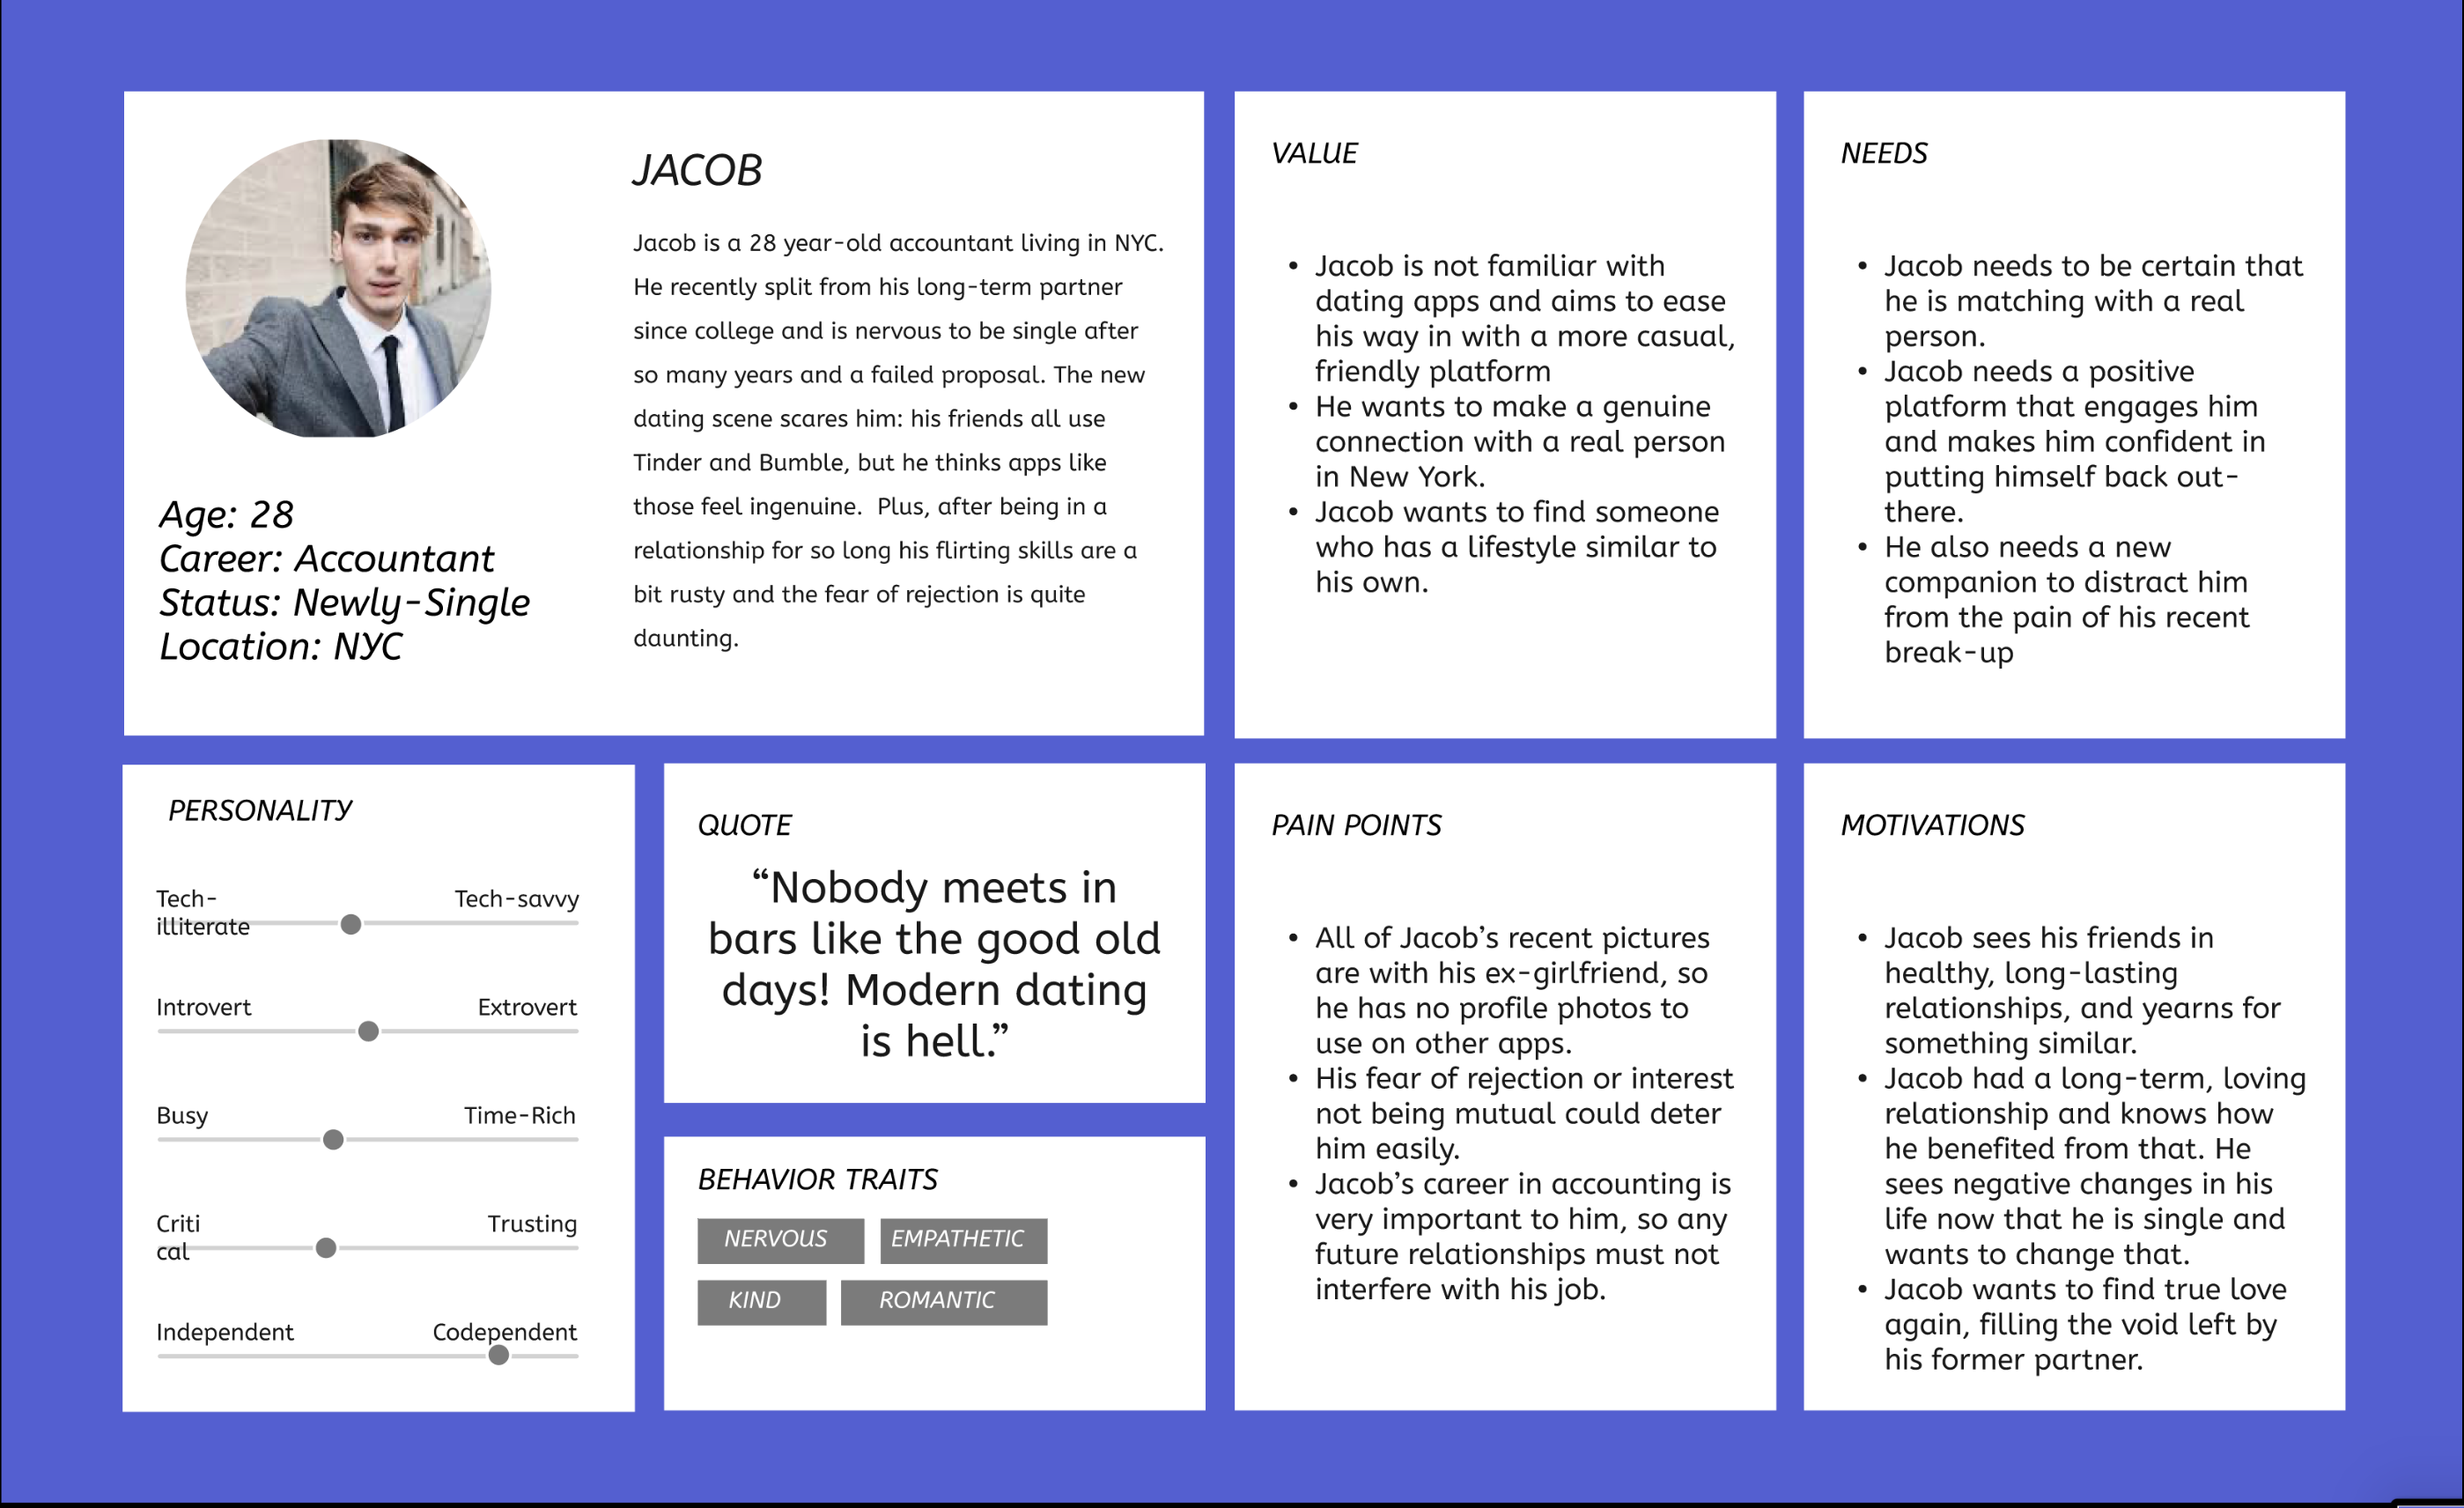 JACOB
Jacob is a 28 year-old accountant living in NYC.
He recently split from his long-term partner
since college and is nervous to be single after
so many years and a failed proposal. The new
dating scene scares him: his friends all use
Tinder and Bumble, but he thinks apps like
those feel ingenuine.  Plus, after being in a
relationship for so long his flirting skills are a
bit rusty and the fear of rejection is quite
daunting.
Age: 28
Career: Accountant
Status: Newly-Single
Location: NYC
VALUE
• Jacob is not familiar with
dating apps and aims to ease
his way in with a more casual,
friendly platform
• He wants to make a genuine
connection with a real person
in New York.
• Jacob wants to find someone
who has a lifestyle similar to
his own.
NEEDS
• Jacob needs to be certain that
he is matching with a real
person.
• Jacob needs a positive
platform that engages him
and makes him confident in
putting himself back out-
there.
• He also needs a new
companion to distract him
from the pain of his recent
break-up
PERSONALITY
Tech-
illiterate
Tech-savvy
Introvert
Extrovert
Busy
Time-Rich
Criti
cal
Trusting
Independent
Codependent
QUOTE
“Nobody meets in
bars like the good old
days! Modern dating
is hell.”
BEHAVIOR TRAITS
NERVOUS
EMPATHETIC
KIND
ROMANTIC
PAIN POINTS
• All of Jacob’s recent pictures
are with his ex-girlfriend, so
he has no profile photos to
use on other apps.
• His fear of rejection or interest
not being mutual could deter
him easily.
• Jacob’s career in accounting is
very important to him, so any
future relationships must not
interfere with his job.
MOTIVATIONS
• Jacob sees his friends in
healthy, long-lasting
relationships, and yearns for
something similar.
• Jacob had a long-term, loving
relationship and knows how
he benefited from that. He
sees negative changes in his
life now that he is single and
wants to change that.
• Jacob wants to find true love
again, filling the void left by
his former partner.